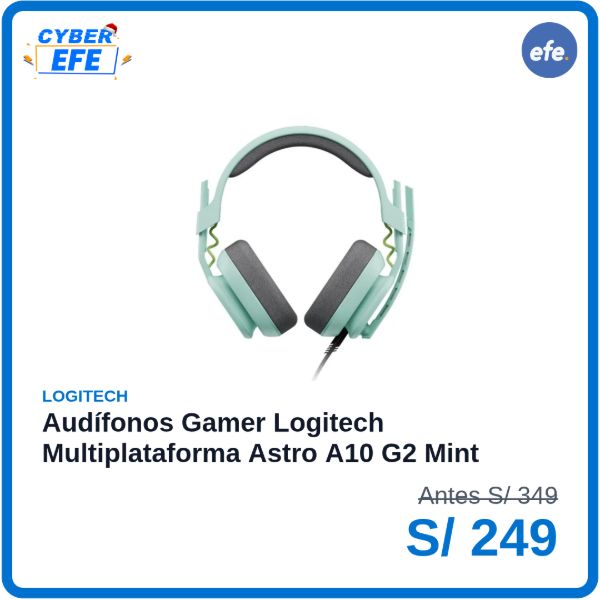 CYBER
EFE
efe.
LOGITECH
Audífonos Gamer Logitech
Multiplataforma Astro A10 G2 Mint
Antes S/ 349
S/ 249